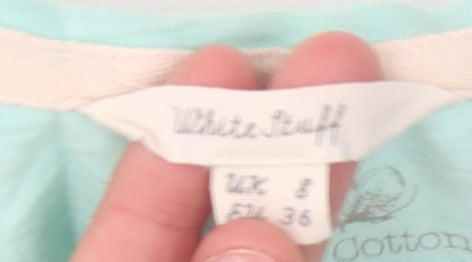 White Stuff
UK 8
EU 36
Cotton